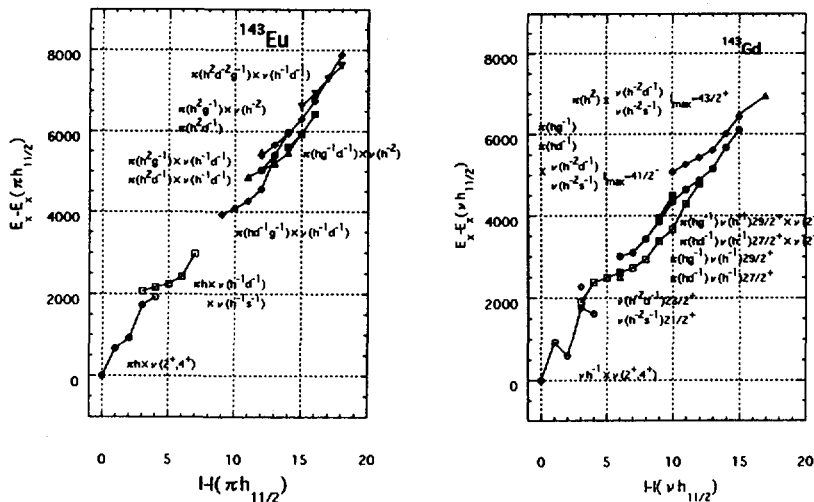 ¹⁴³Eu
8000
6000
4000
2000
0
Eₓ-Eₓ(πh₁₁/₂)
π(h²d⁻²g⁻¹)×ν(h⁻¹d⁻¹)
π(h²g⁻¹)×ν(h⁻²)
π(h²d⁻¹)
π(h²g⁻¹)×ν(h⁻¹d⁻¹)
π(h²d⁻¹)×ν(h⁻¹d⁻¹)
π(hg⁻¹d⁻¹)×ν(h⁻²)
π(hd⁻¹g⁻¹)×ν(h⁻¹d⁻¹)
πh×ν(h⁻¹d⁻¹)
×ν(h⁻¹s⁻¹)
πh×ν(2⁺,4⁺)
0 5 10 15 20
I-I(πh₁₁/₂)
¹⁴³Gd
8000
6000
4000
2000
0
Eₓ-Eₓ(νh₁₁/₂)
π(h²)× ν(h⁻²d⁻¹)
ν(h⁻²s⁻¹) max=43/2⁺
π(hg⁻¹)
π(hd⁻¹)
× ν(h⁻²d⁻¹)
ν(h⁻²s⁻¹) max=41/2⁻
π(hg⁻¹)ν(h⁻¹)29/2⁺×ν(2
π(hd⁻¹)ν(h⁻¹)27/2⁺×ν(2
π(hg⁻¹)ν(h⁻¹)29/2⁺
π(hd⁻¹)ν(h⁻¹)27/2⁺
ν(h⁻²d⁻¹)23/2⁺
ν(h⁻²s⁻¹)21/2⁺
νh⁻¹×ν(2⁺,4⁺)
0 5 10 15 20
I-I(νh₁₁/₂)